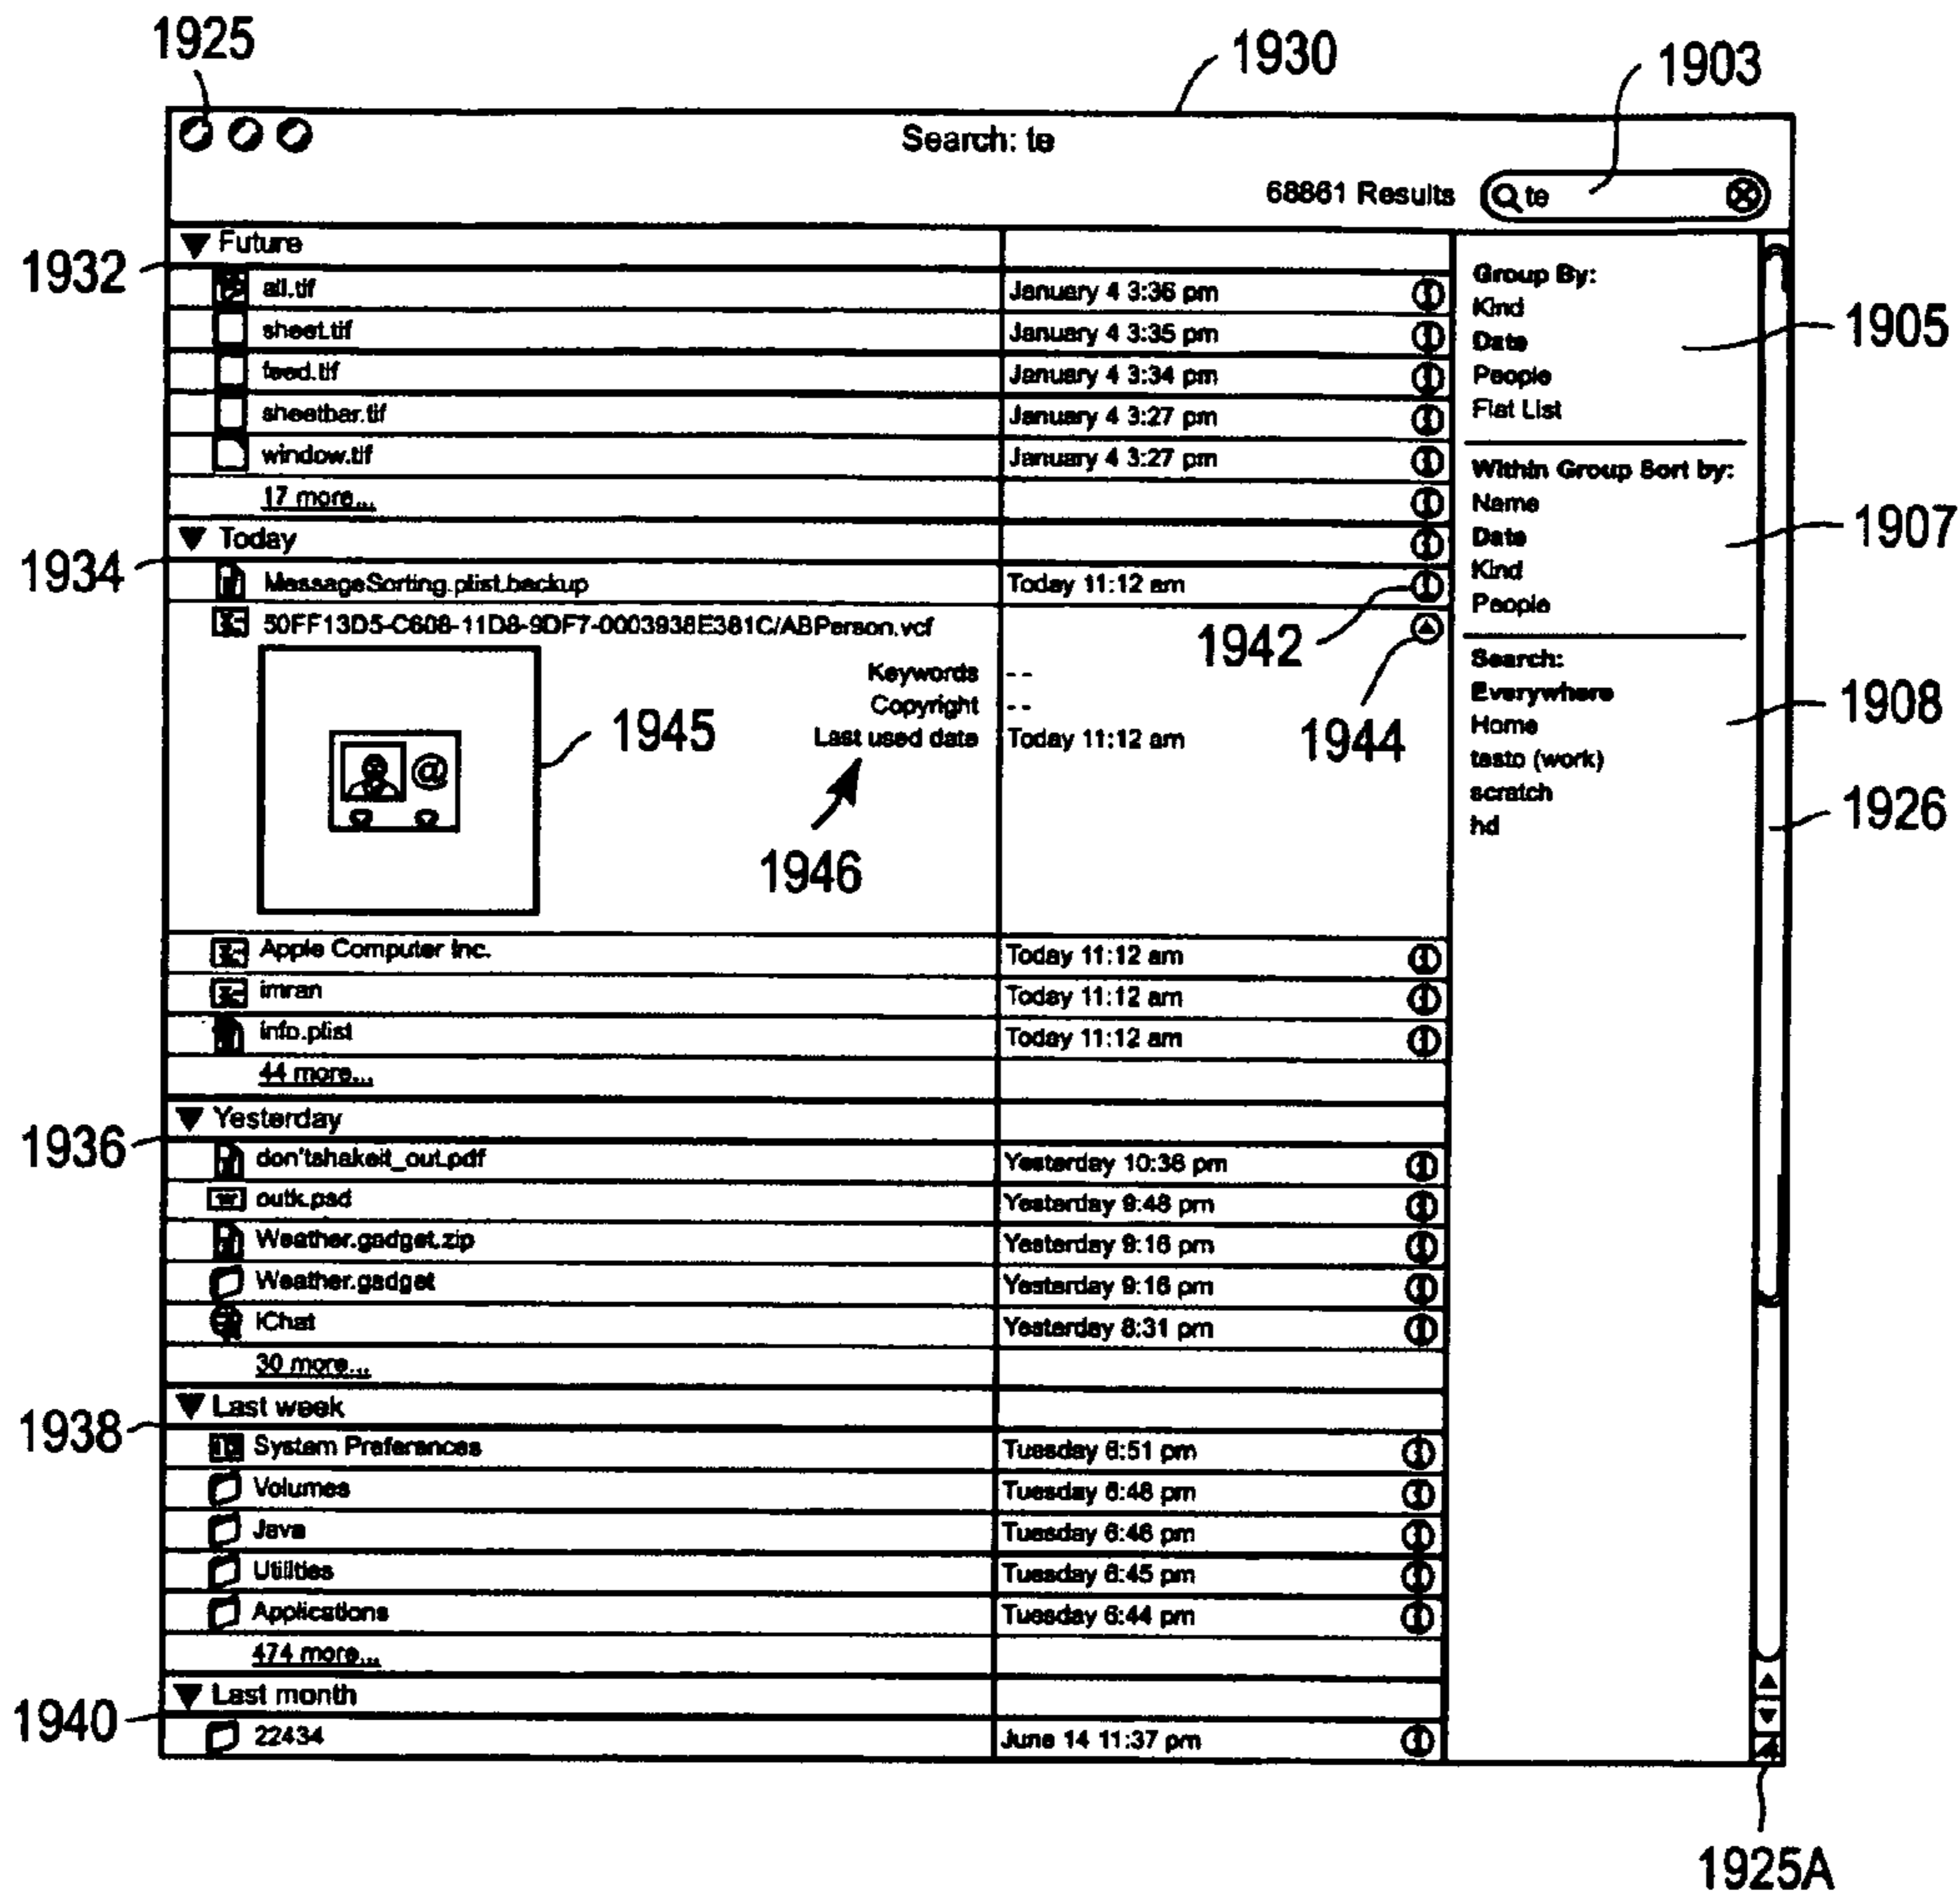 1925
1930
1903
Search: te
68861 Results
te
1932
Future
all.tif
January 4 3:36 pm
sheet.tif
January 4 3:35 pm
feed.tif
January 4 3:34 pm
sheetbar.tif
January 4 3:27 pm
window.tif
January 4 3:27 pm
17 more...
1934
Today
MessageSorting.plist.backup
Today 11:12 am
1942
50FF13D5-C608-11D8-9DF7-0003938E381C/ABPerson.vcf
1944
Keywords
--
Copyright
--
Last used date
Today 11:12 am
1945
@
1946
Apple Computer Inc.
Today 11:12 am
imran
Today 11:12 am
info.plist
Today 11:12 am
44 more...
1936
Yesterday
don'tshakeit_out.pdf
Yesterday 10:36 pm
outk.psd
Yesterday 9:48 pm
Weather.gadget.zip
Yesterday 9:16 pm
Weather.gadget
Yesterday 9:16 pm
iChat
Yesterday 8:31 pm
30 more...
1938
Last week
System Preferences
Tuesday 6:51 pm
Volumes
Tuesday 6:48 pm
Java
Tuesday 6:46 pm
Utilities
Tuesday 6:45 pm
Applications
Tuesday 6:44 pm
474 more...
1940
Last month
22434
June 14 11:37 pm
Group By:
Kind
Date
People
Flat List
1905
Within Group Sort by:
Name
Date
Kind
People
1907
Search:
Everywhere
Home
testo (work)
scratch
hd
1908
1926
1925A